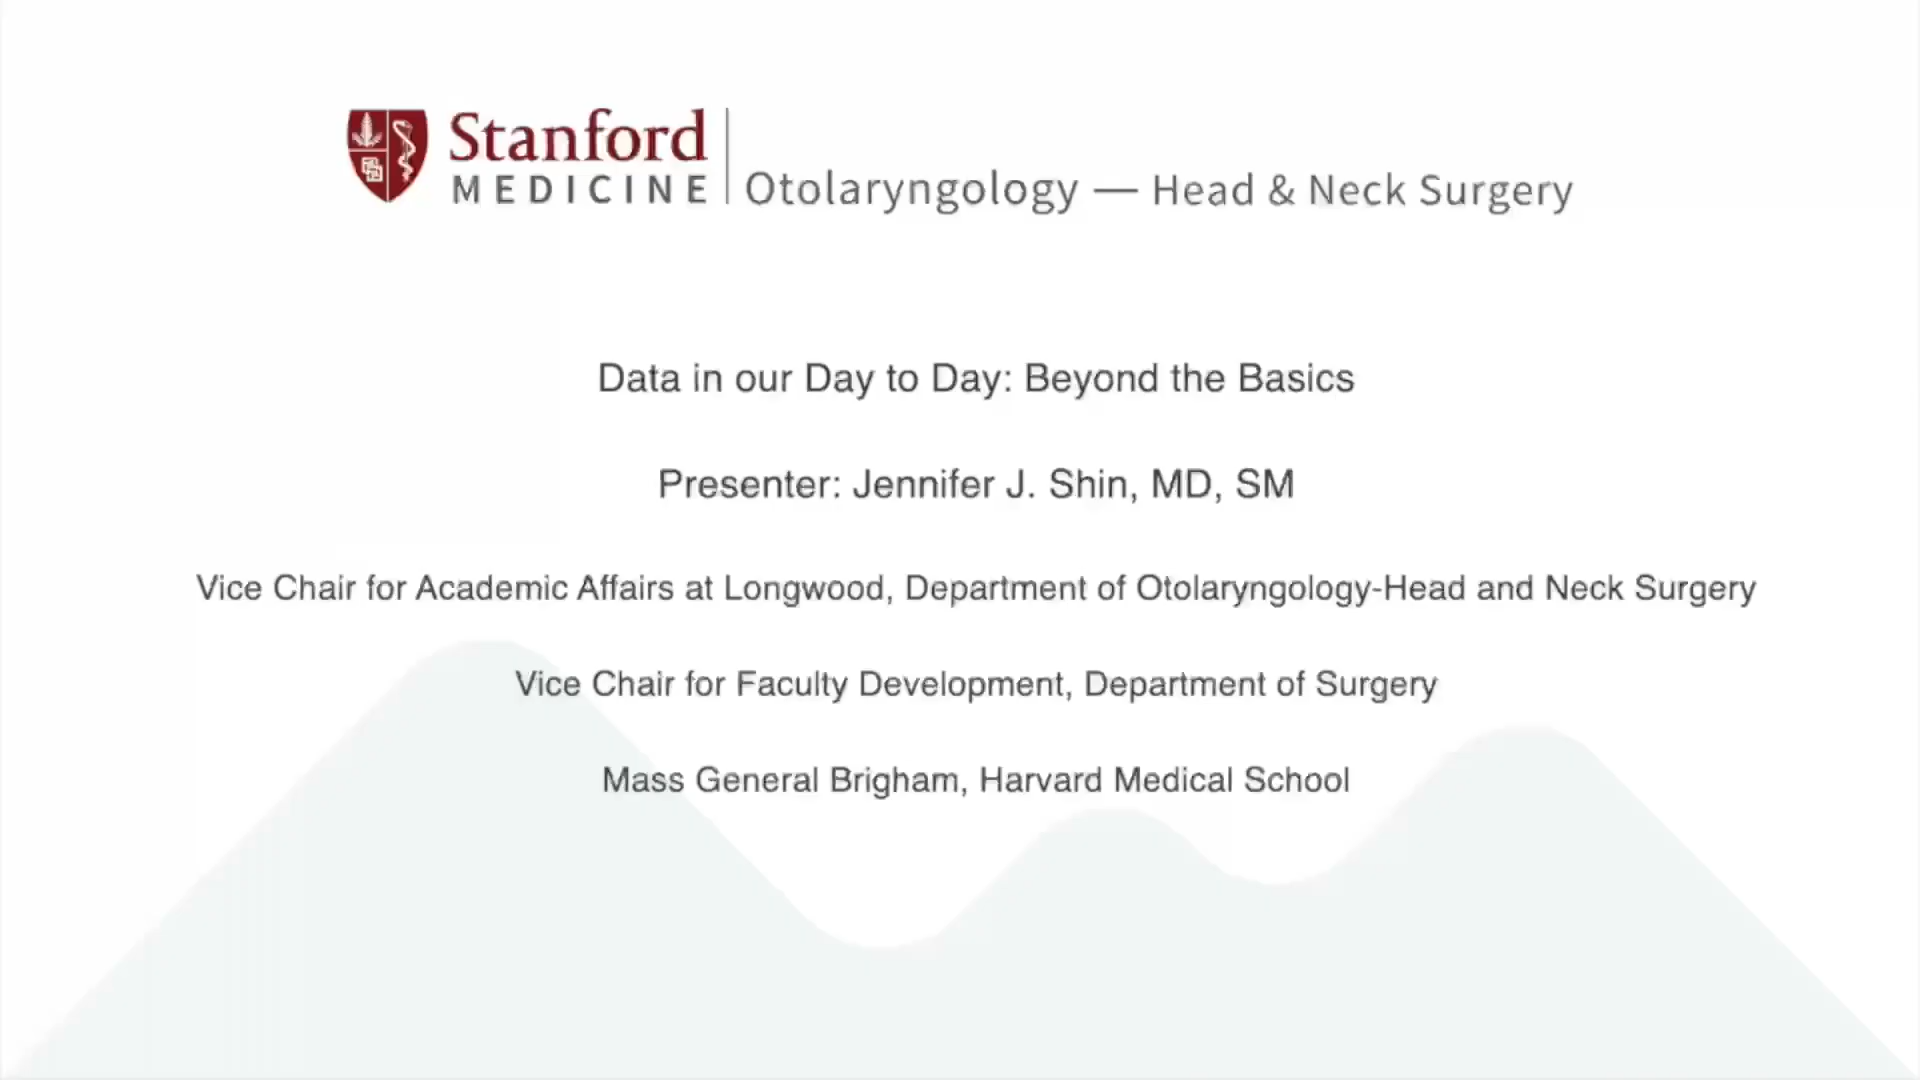 Stanford
MEDICINE
Otolaryngology — Head & Neck Surgery
Data in our Day to Day: Beyond the Basics
Presenter: Jennifer J. Shin, MD, SM
Vice Chair for Academic Affairs at Longwood, Department of Otolaryngology-Head and Neck Surgery
Vice Chair for Faculty Development, Department of Surgery
Mass General Brigham, Harvard Medical School